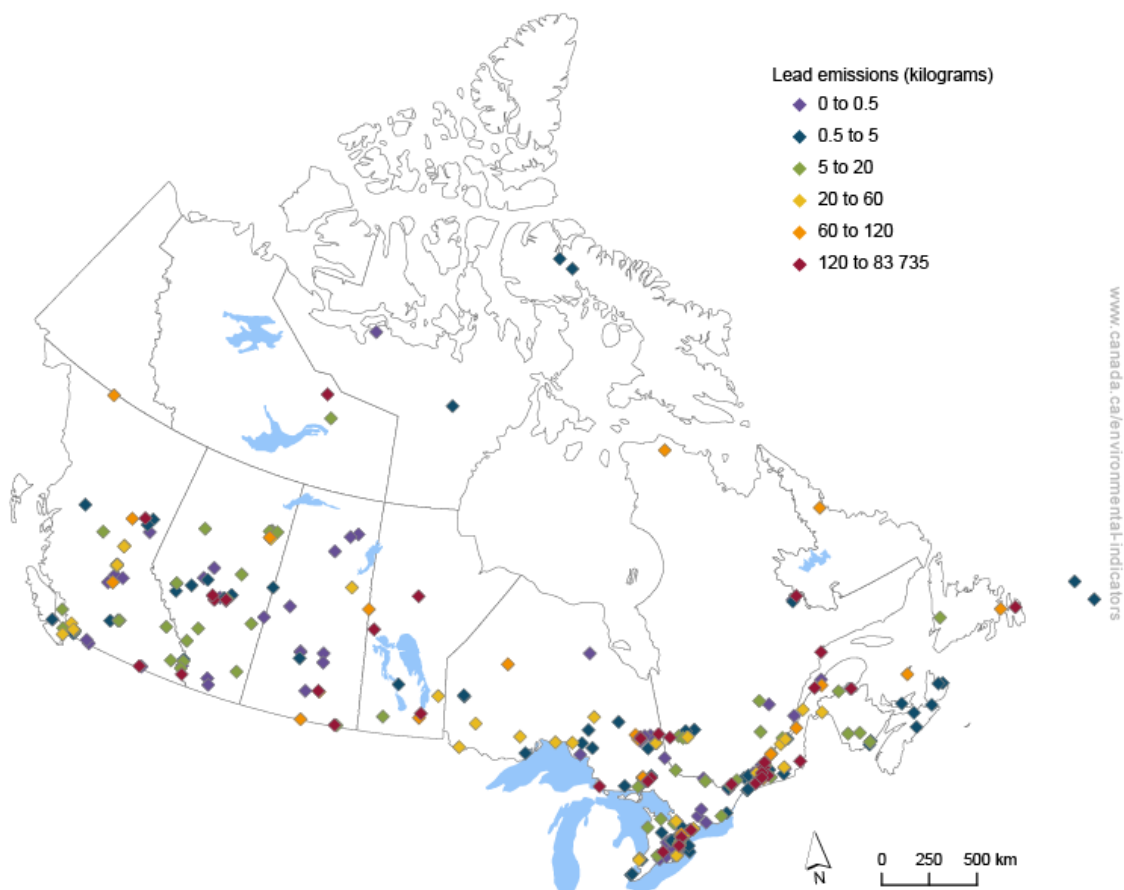 Lead emissions (kilograms)
0 to 0.5
0.5 to 5
5 to 20
20 to 60
60 to 120
120 to 83 735
www.canada.ca/environmental-indicators
N
0 250 500 km